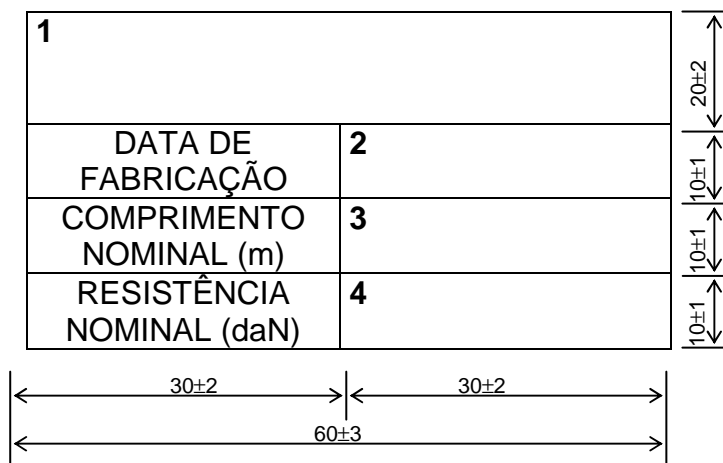 1
20±2
DATA DE
FABRICAÇÃO
2
10±1
COMPRIMENTO
NOMINAL (m)
3
10±1
RESISTÊNCIA
NOMINAL (daN)
4
10±1
30±2
30±2
60±3